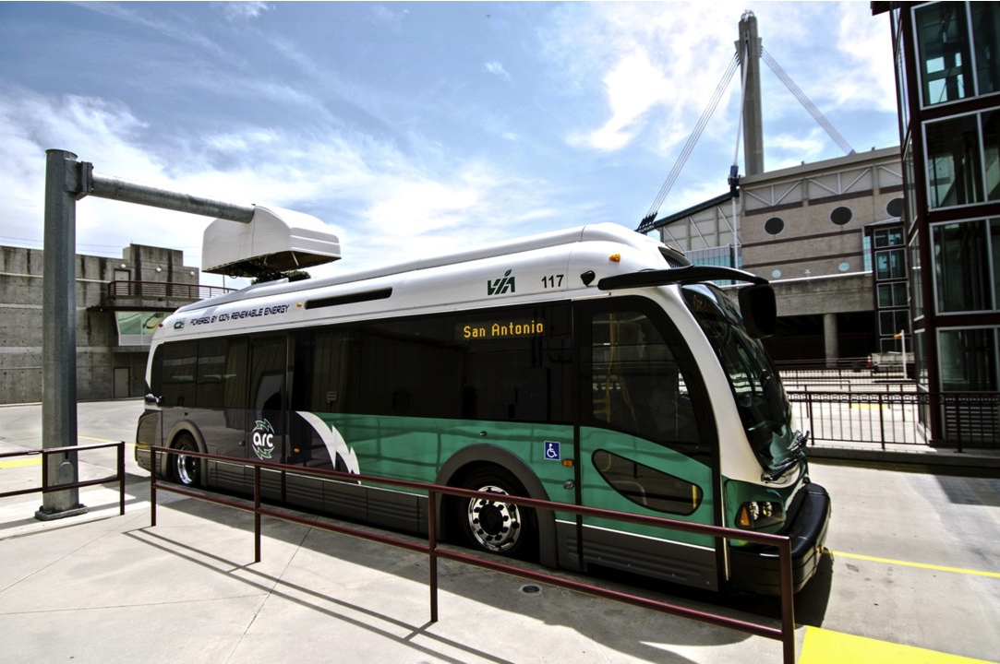 VIA 117
POWERED BY 100% RENEWABLE ENERGY
San Antonio
arc